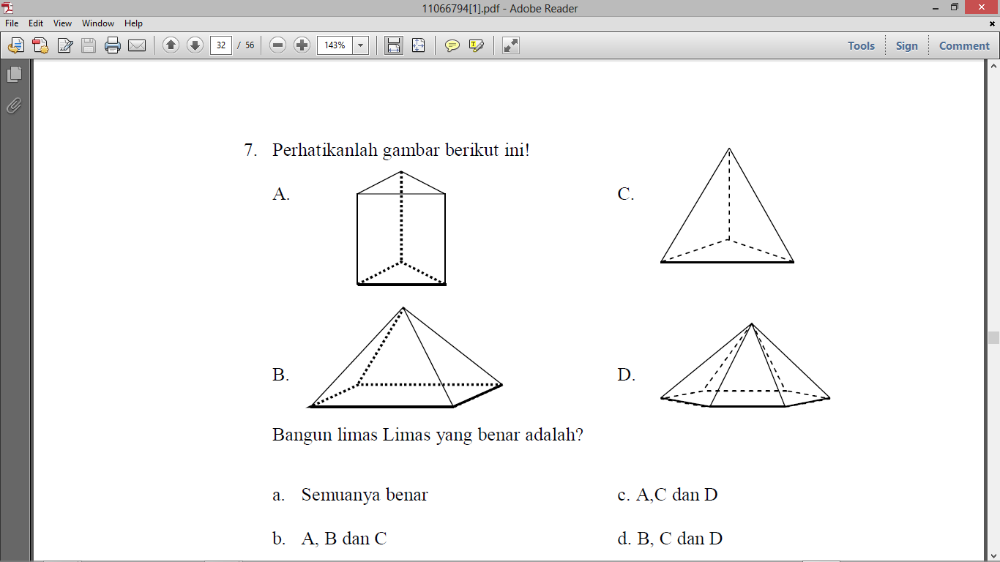 11066794[1].pdf - Adobe Reader
File Edit View Window Help
32 / 56 143% Tools Sign Comment
7. Perhatikanlah gambar berikut ini!
A. C.
B. D.
Bangun limas Limas yang benar adalah?
a. Semuanya benar c. A,C dan D
b. A, B dan C d. B, C dan D